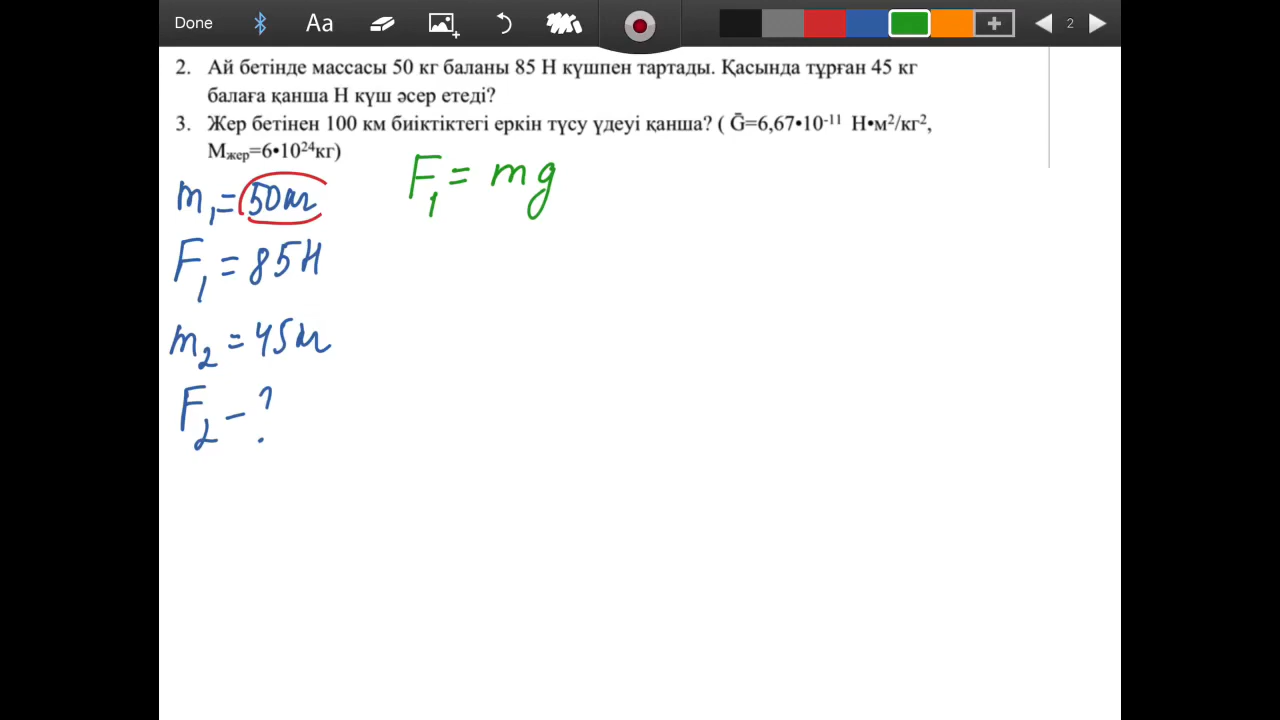 Done Aa 2
2. Ай бетінде массасы 50 кг баланы 85 Н күшпен тартады. Қасында тұрған 45 кг
балаға қанша Н күш әсер етеді?
3. Жер бетінен 100 км биіктіктегі еркін түсу үдеуі қанша? ( Ḡ=6,67•10⁻¹¹ Н•м²/кг²,
Мжер=6•10²⁴кг)
F₁ = mg
m₁ = 50кг
F₁ = 85Н
m₂ = 45кг
F₂ – ?